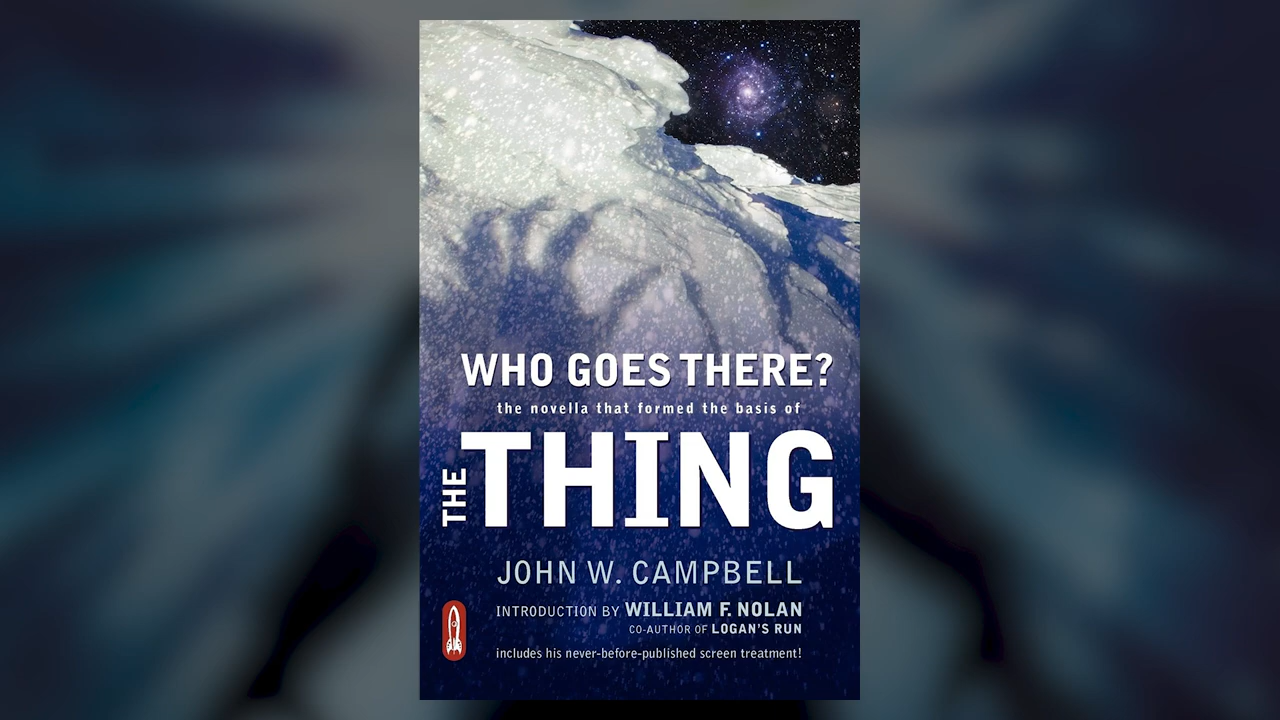 WHO GOES THERE?
the novella that formed the basis of
THE THING
JOHN W. CAMPBELL
INTRODUCTION BY WILLIAM F. NOLAN
CO-AUTHOR OF LOGAN'S RUN
includes his never-before-published screen treatment!